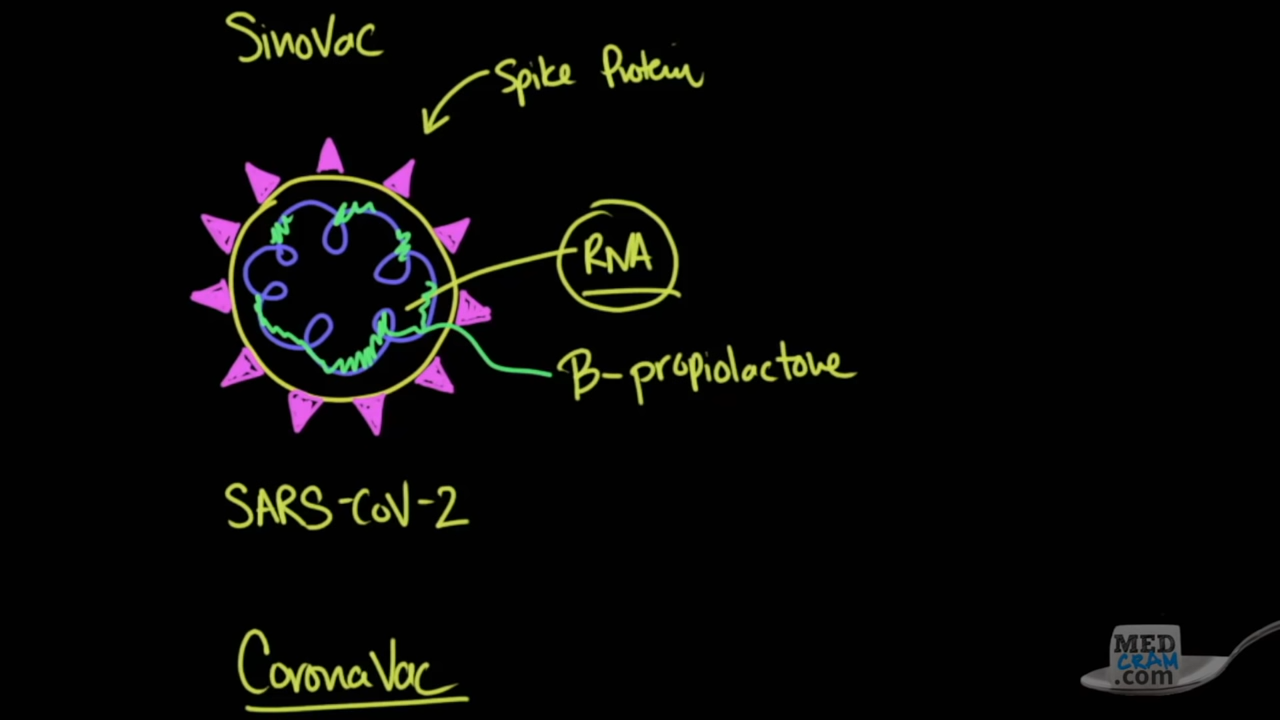 SinoVac
Spike Protein
RNA
B-propiolactone
SARS-CoV-2
CoronaVac
MED
CRAM
.com